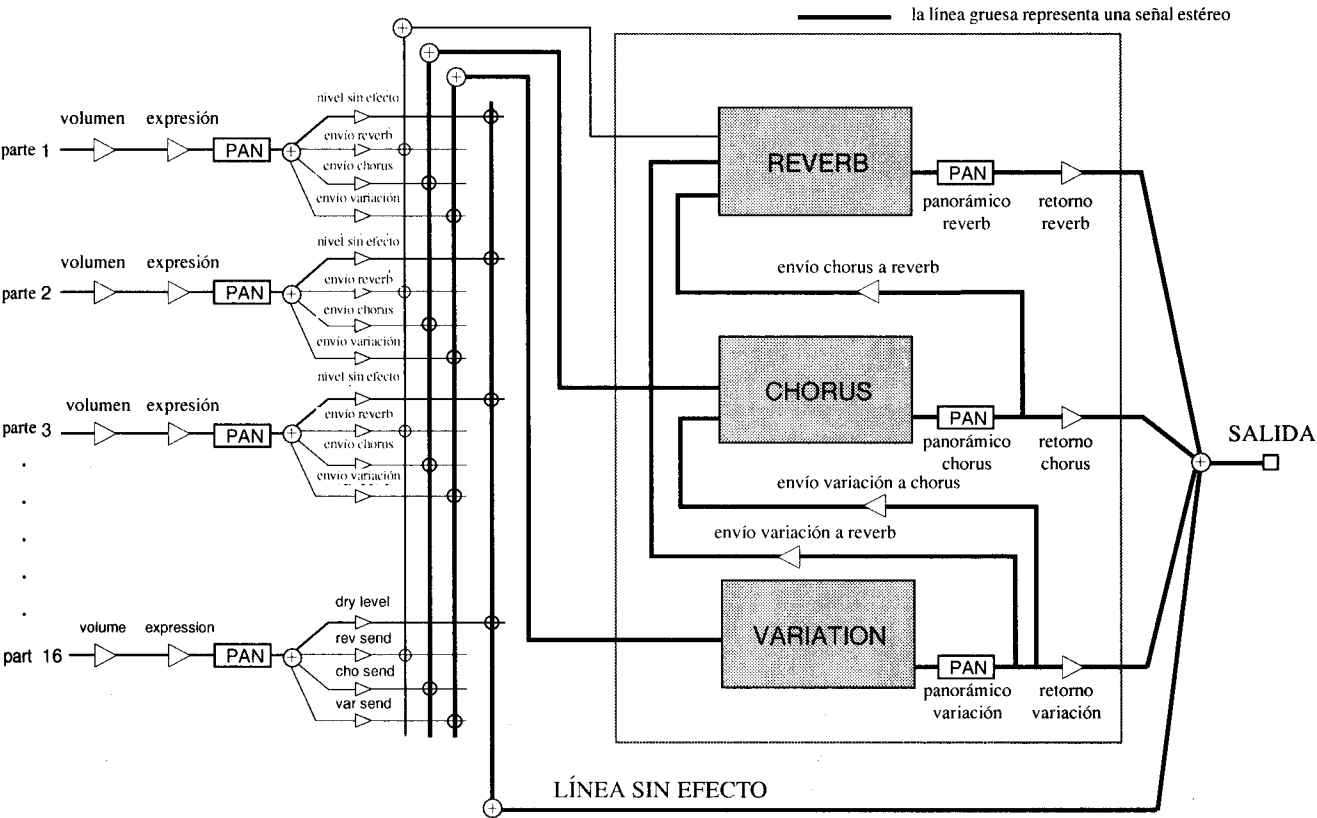 la línea gruesa representa una señal estéreo
volumen expresión
parte 1
PAN
nivel sin efecto
envío reverb
envío chorus
envío variación
volumen expresión
parte 2
PAN
nivel sin efecto
envío reverb
envío chorus
envío variación
volumen expresión
parte 3
PAN
nivel sin efecto
envío reverb
envío chorus
envío variación
volume expression
part 16
PAN
dry level
rev send
cho send
var send
REVERB
PAN
panorámico
reverb
retorno
reverb
envío chorus a reverb
CHORUS
PAN
panorámico
chorus
retorno
chorus
envío variación a chorus
envío variación a reverb
VARIATION
PAN
panorámico
variación
retorno
variación
SALIDA
LÍNEA SIN EFECTO